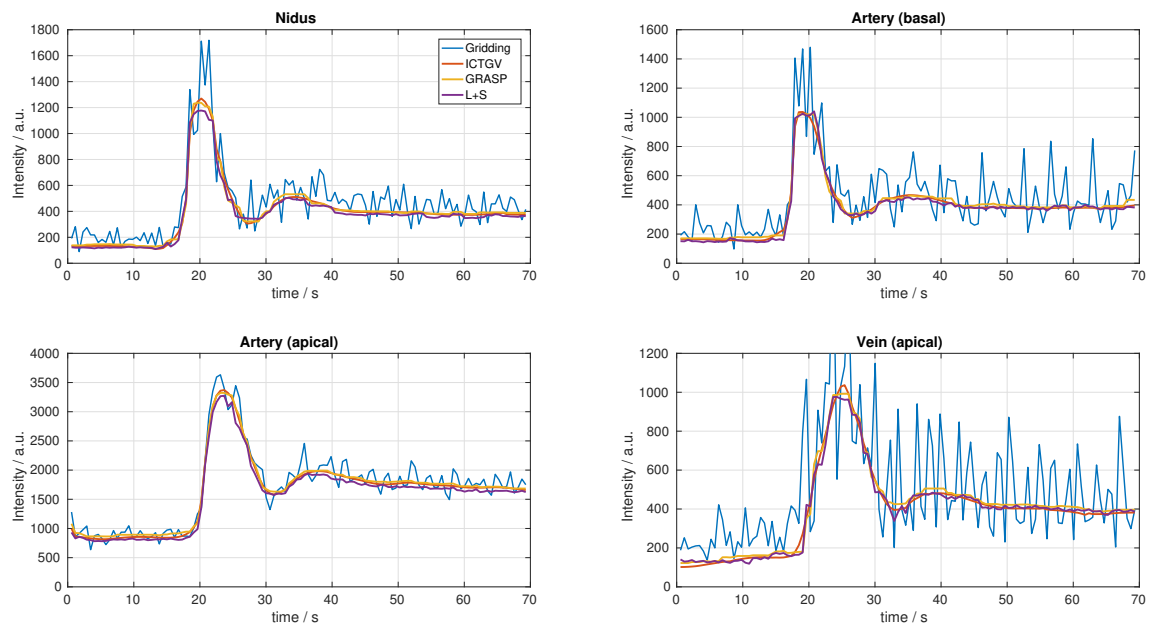 Nidus
Intensity / a.u.
1800
1600
1400
1200
1000
800
600
400
200
0
0 10 20 30 40 50 60 70
time / s
Gridding
ICTGV
GRASP
L+S
Artery (basal)
Intensity / a.u.
1600
1400
1200
1000
800
600
400
200
0
0 10 20 30 40 50 60 70
time / s
Artery (apical)
Intensity / a.u.
4000
3500
3000
2500
2000
1500
1000
500
0
0 10 20 30 40 50 60 70
time / s
Vein (apical)
Intensity / a.u.
1200
1000
800
600
400
200
0
0 10 20 30 40 50 60 70
time / s